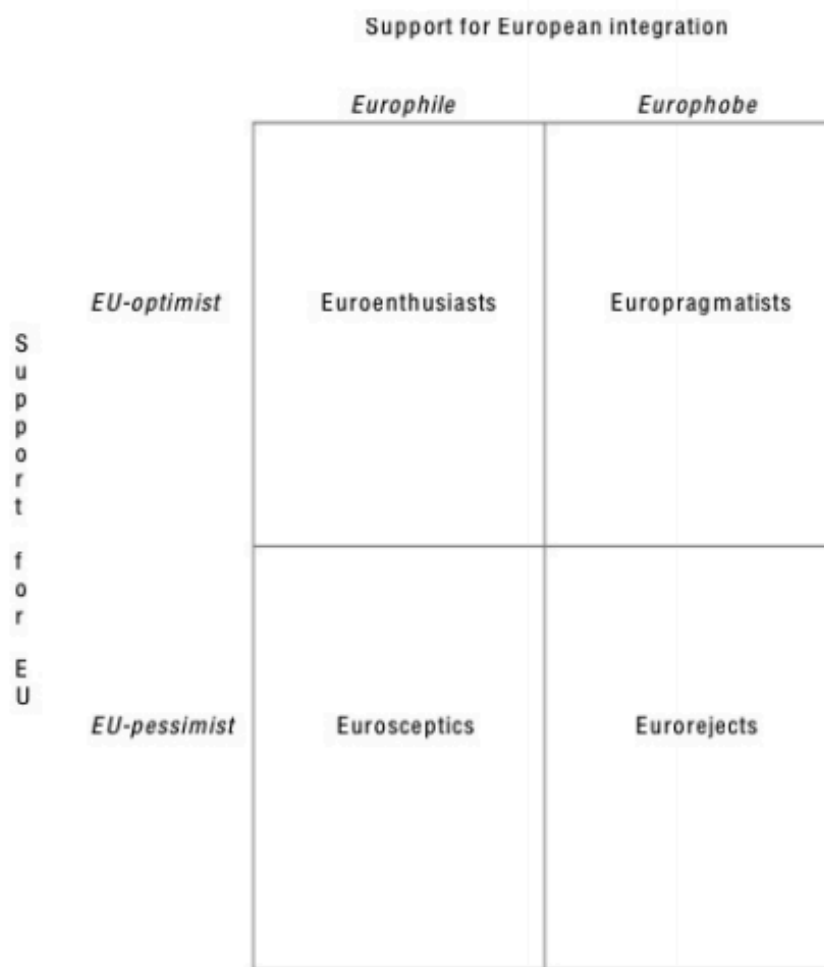 Support for European integration
Europhile Europhobe
EU-optimist Euroenthusiasts Europragmatists
Support for EU
EU-pessimist Eurosceptics Eurorejects